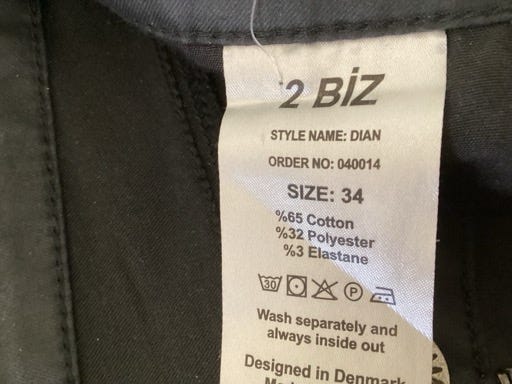 2 BİZ
STYLE NAME: DIAN
ORDER NO: 040014
SIZE: 34
%65 Cotton
%32 Polyester
%3 Elastane
30 P
Wash separately and
always inside out
Designed in Denmark